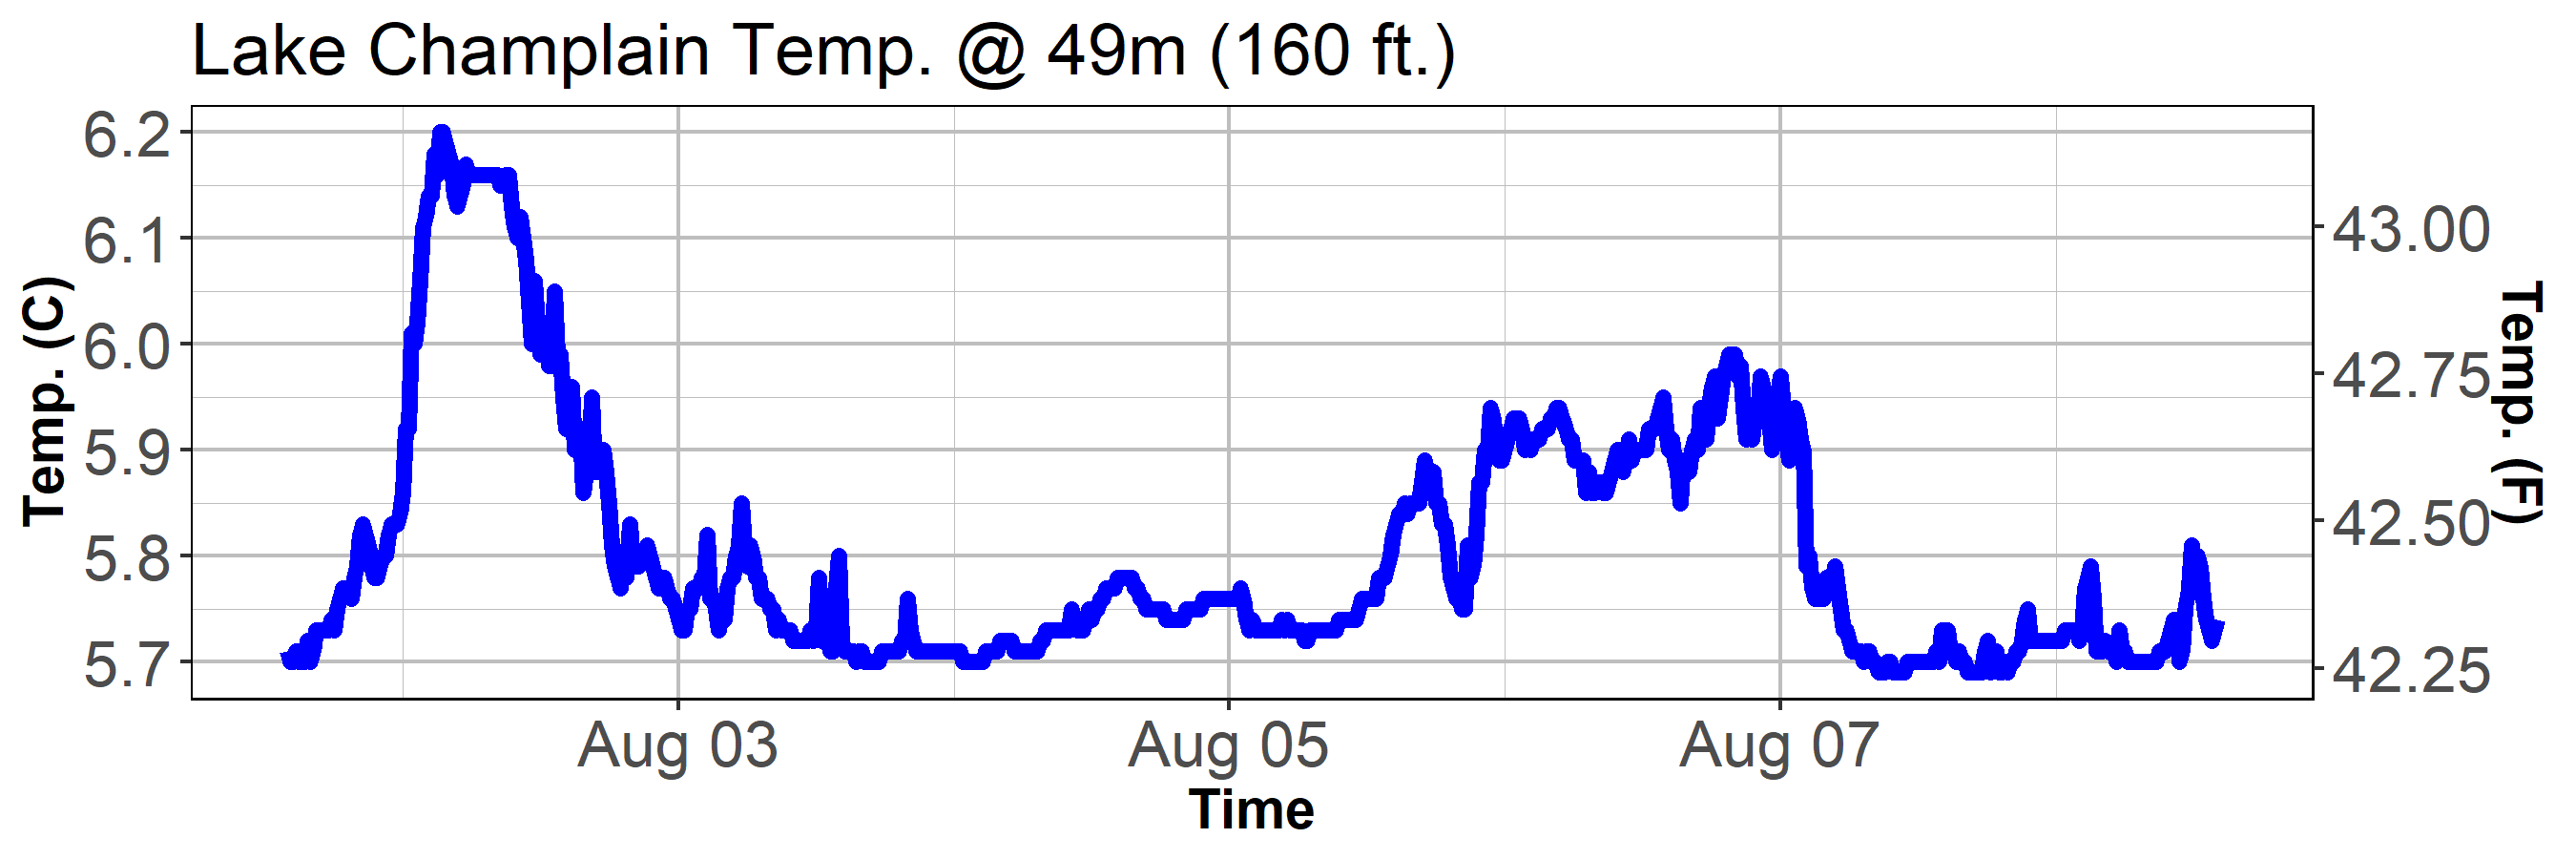 Lake Champlain Temp. @ 49m (160 ft.)
6.2
6.1
6.0
5.9
5.8
5.7
Temp. (C)
43.00
42.75
42.50
42.25
Temp. (F)
Aug 03 Aug 05 Aug 07
Time